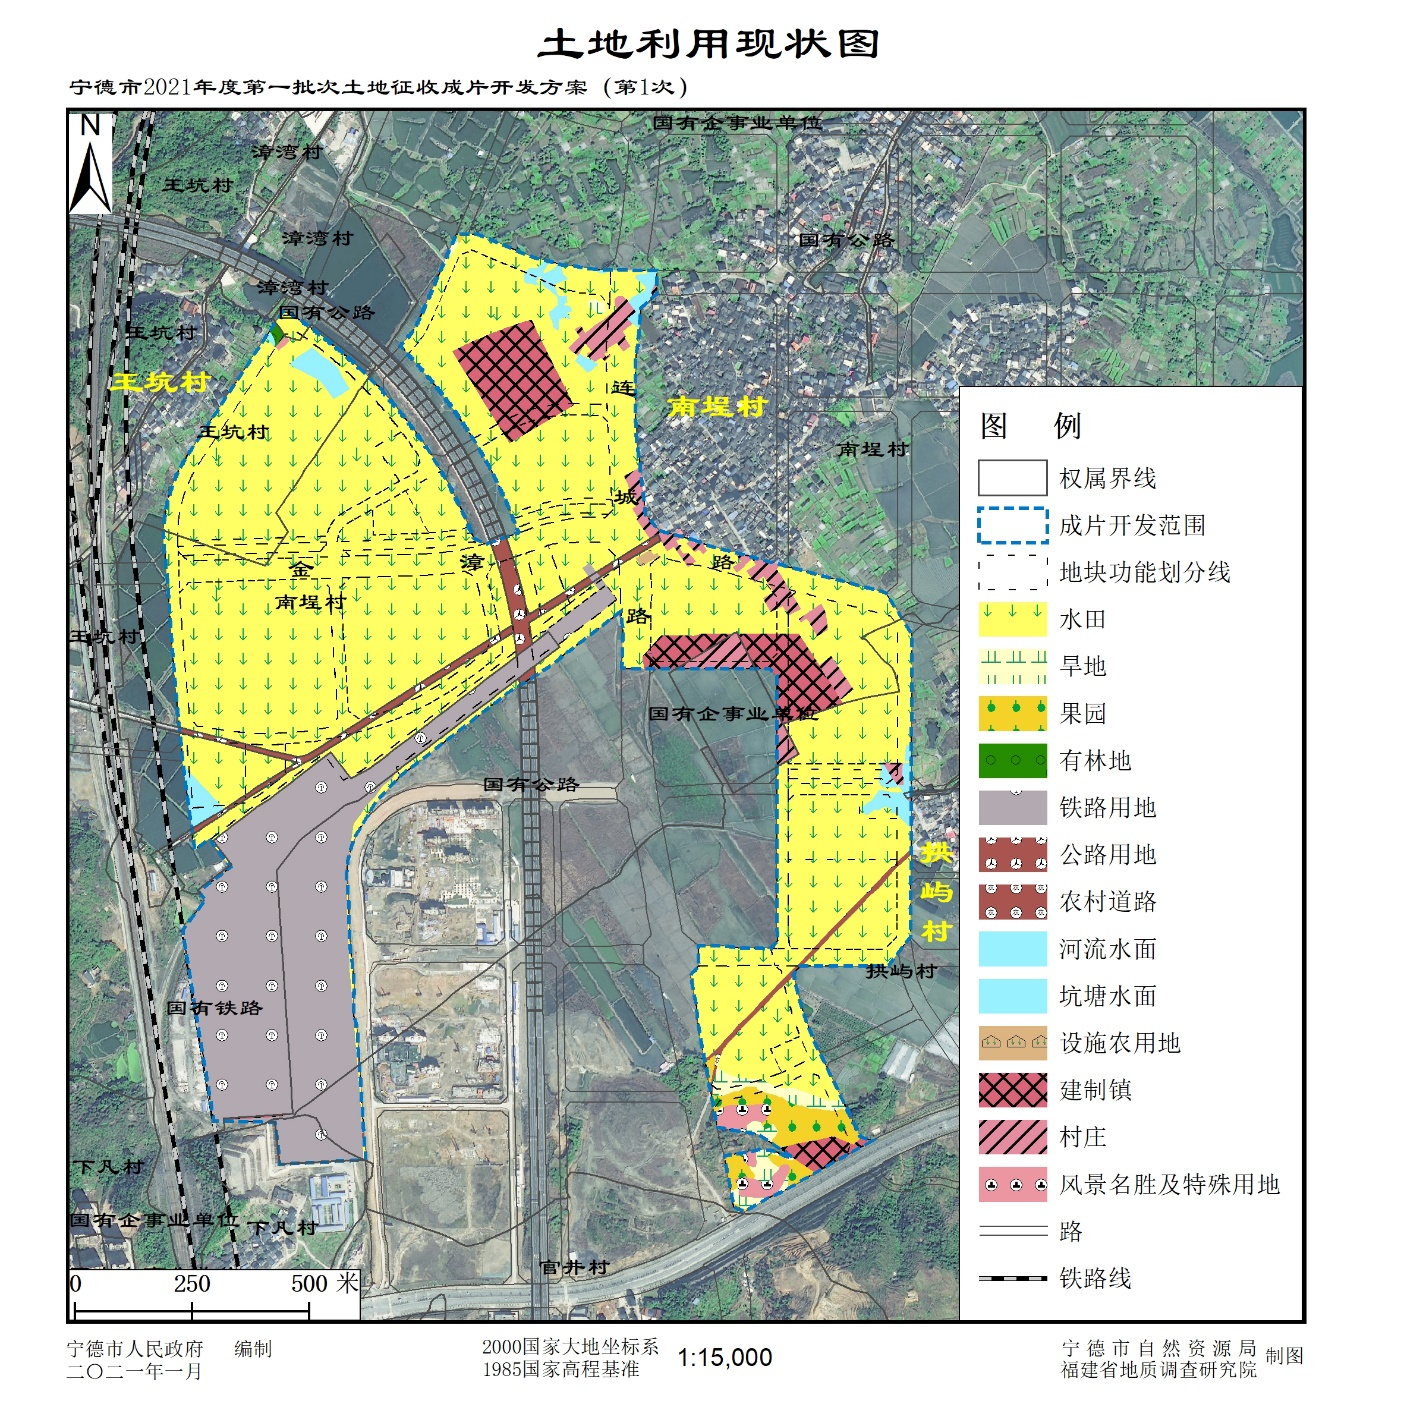 土地利用现状图
宁德市2021年度第一批次土地征收成片开发方案（第1次）
N
国有企事业单位
漳湾村
王坑村
漳湾村
国有公路
漳湾村
国有公路
王坑村
王坑村
连
南埕村
王坑村
南埕村
城
金
漳
路
南埕村
路
王坑村
国有企事业单位
国有公路
拱
屿
村
拱屿村
国有铁路
下凡村
国有企事业单位
下凡村
官井村
图 例
权属界线
成片开发范围
地块功能划分线
水田
旱地
果园
有林地
铁路用地
公路用地
农村道路
河流水面
坑塘水面
设施农用地
建制镇
村庄
风景名胜及特殊用地
路
铁路线
0 250 500 米
宁德市人民政府 编制
二〇二一年一月
2000国家大地坐标系
1985国家高程基准
1:15,000
宁德市自然资源局
福建省地质调查研究院
制图